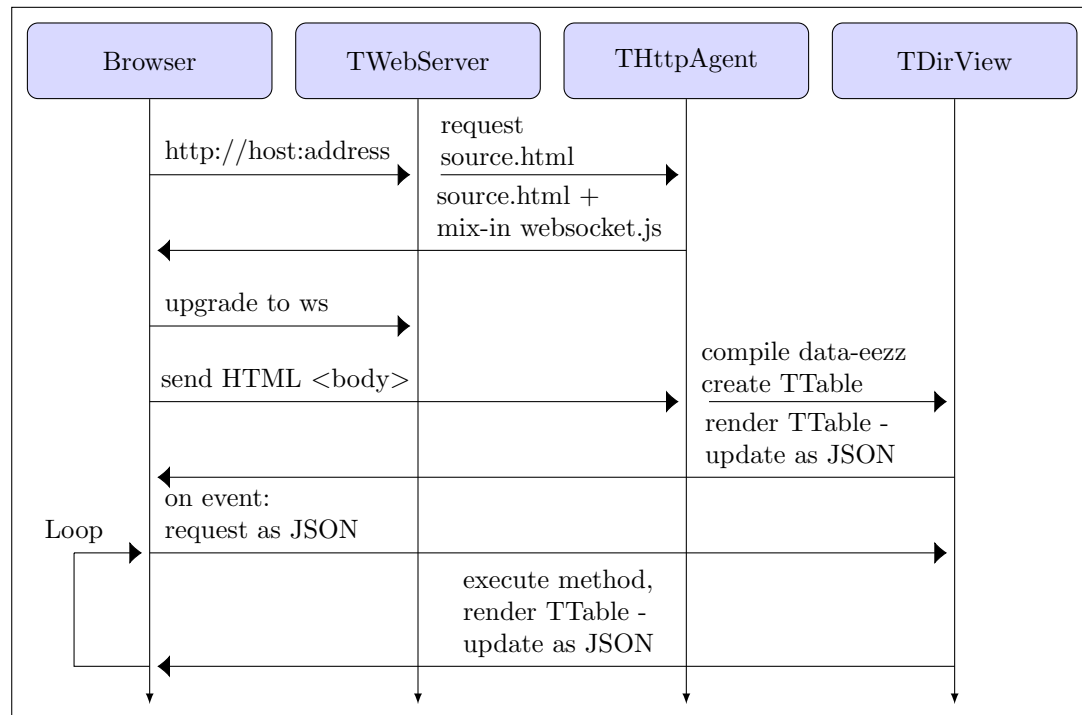 Browser
TWebServer
THttpAgent
TDirView
http://host:address
request
source.html
source.html +
mix-in websocket.js
upgrade to ws
send HTML <body>
compile data-eezz
create TTable
render TTable -
update as JSON
on event:
request as JSON
Loop
execute method,
render TTable -
update as JSON